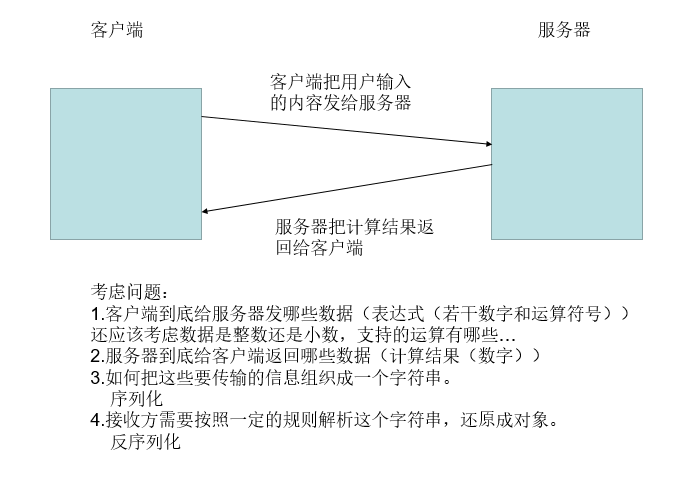 客户端
服务器
客户端把用户输入
的内容发给服务器
服务器把计算结果返
回给客户端
考虑问题：
1.客户端到底给服务器发哪些数据（表达式（若干数字和运算符号））
还应该考虑数据是整数还是小数，支持的运算有哪些...
2.服务器到底给客户端返回哪些数据（计算结果（数字））
3.如何把这些要传输的信息组织成一个字符串。
序列化
4.接收方需要按照一定的规则解析这个字符串，还原成对象。
反序列化